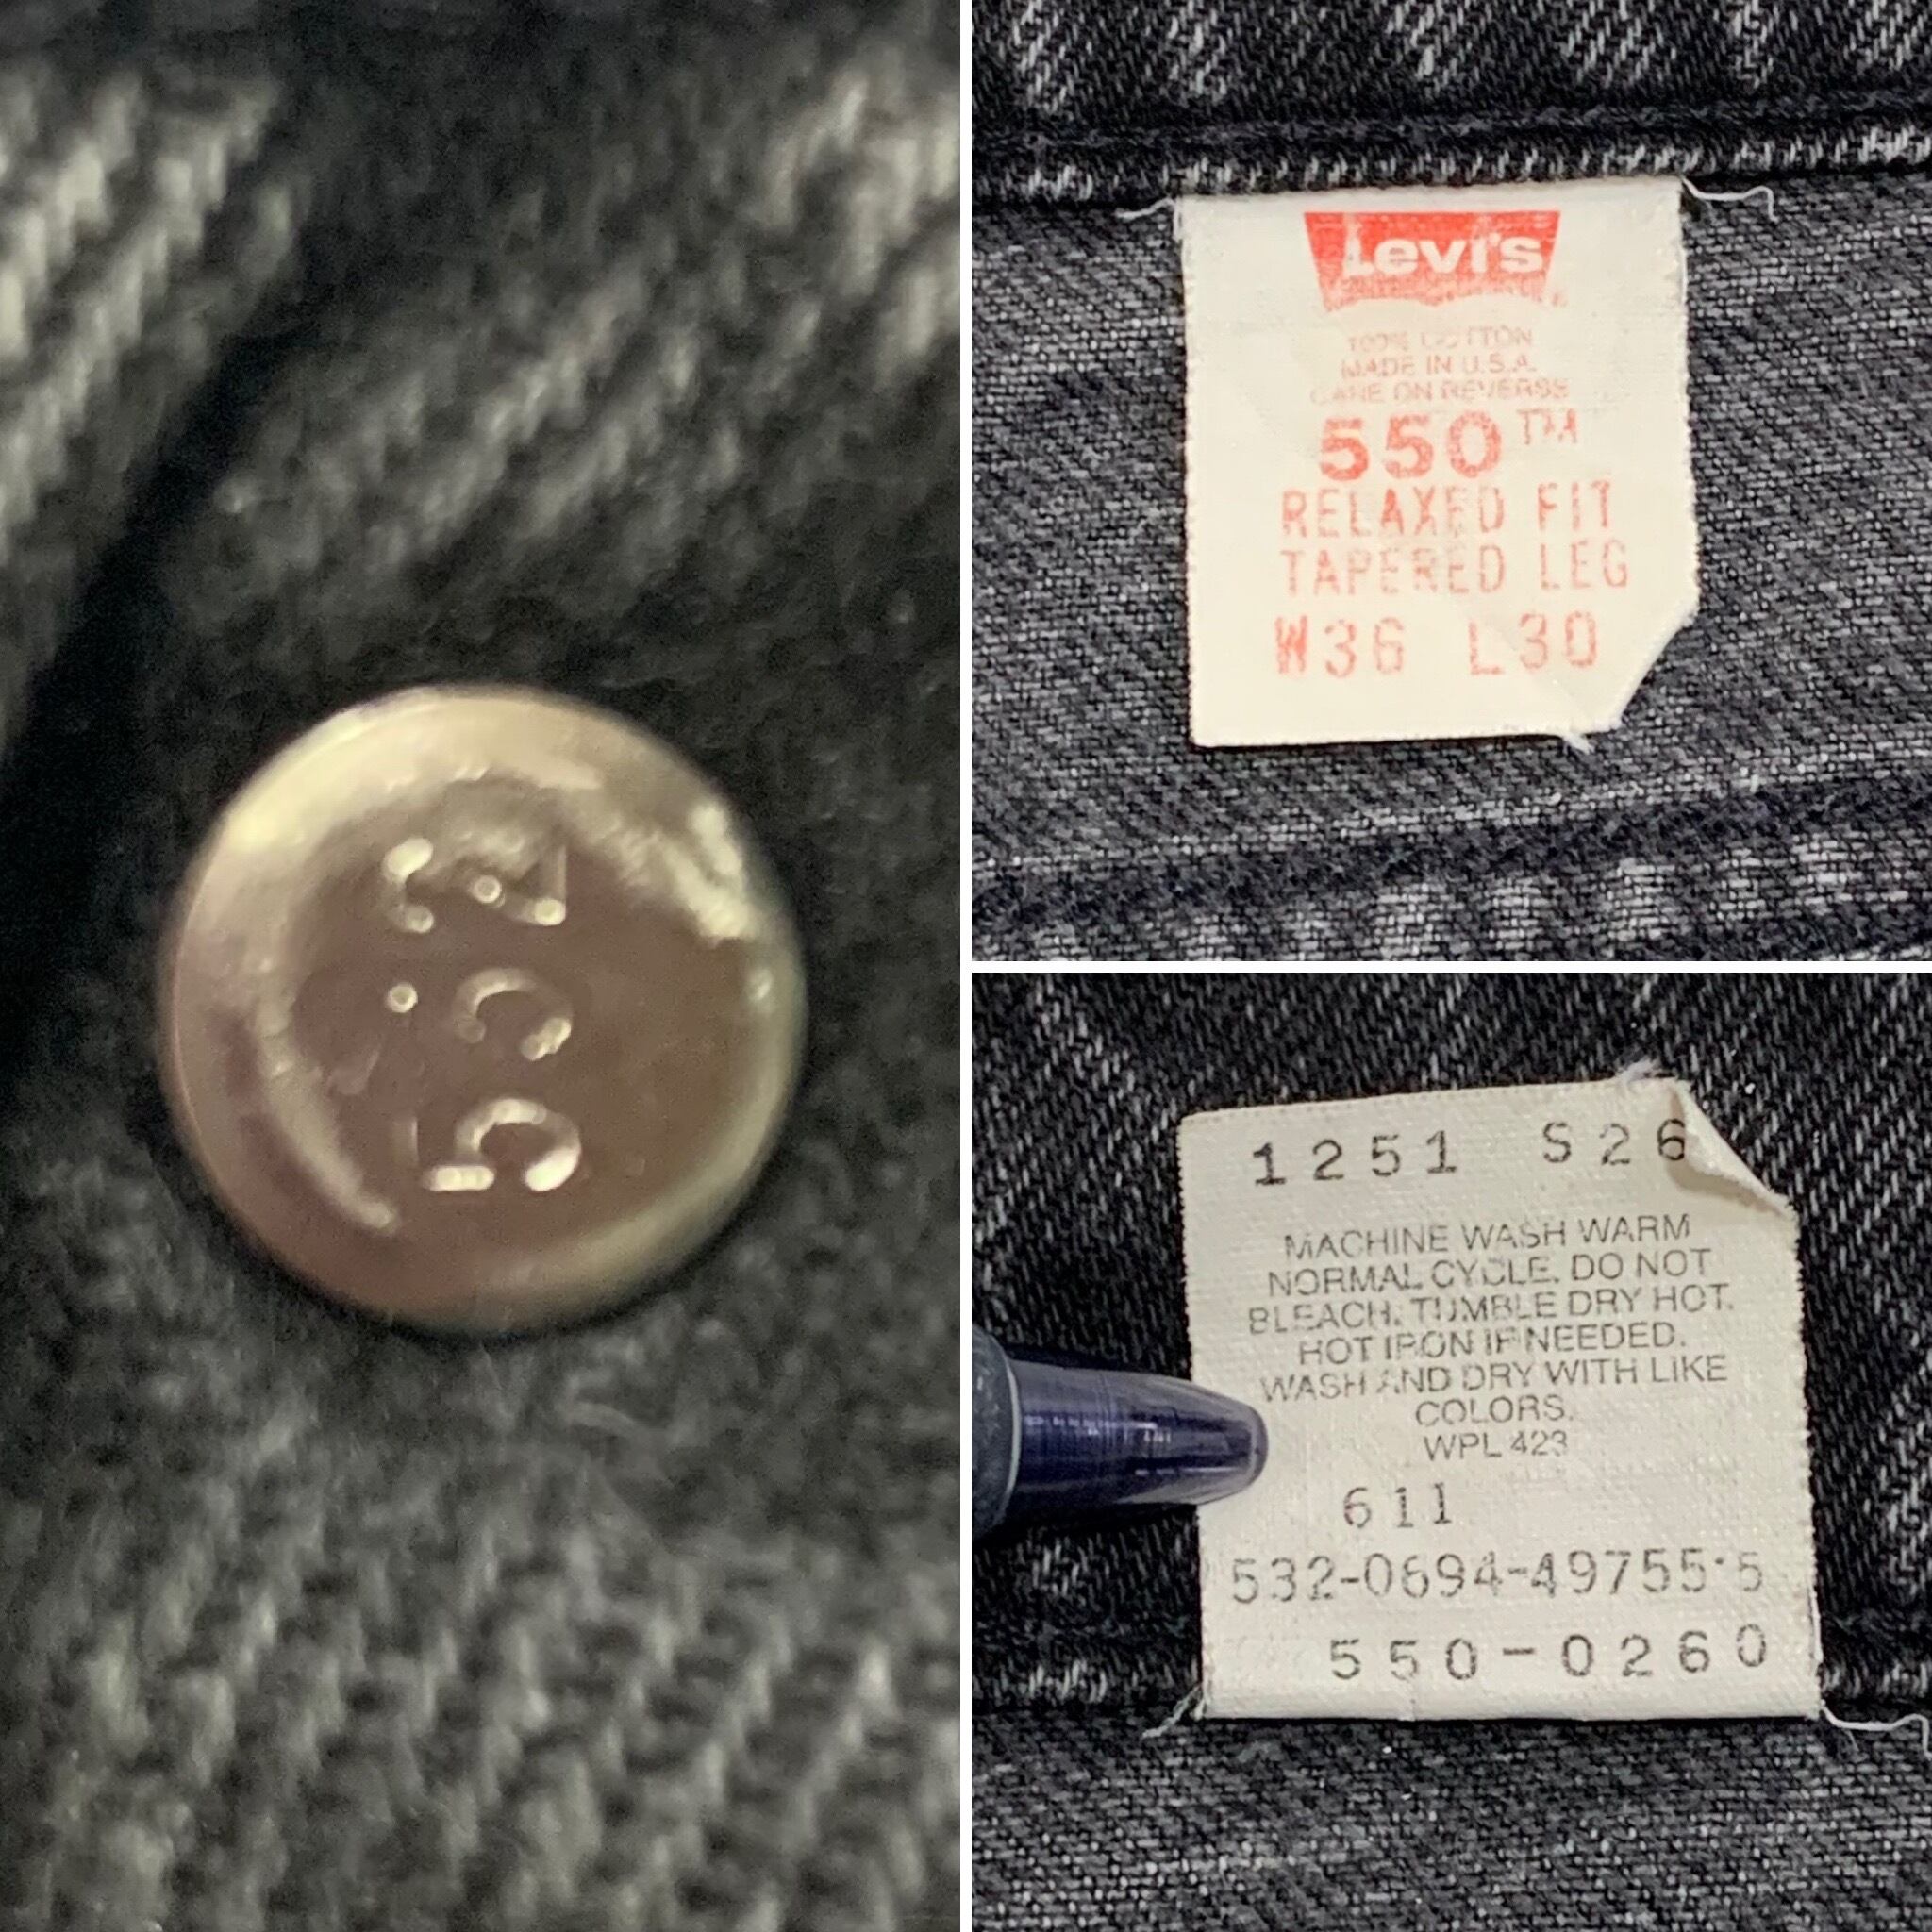 532
Levi's
100% COTTON
MADE IN U.S.A.
CARE ON REVERSE
550™
RELAXED FIT
TAPERED LEG
W36 L30
1251 S26
MACHINE WASH WARM
NORMAL CYCLE. DO NOT
BLEACH. TUMBLE DRY HOT.
HOT IRON IF NEEDED.
WASH AND DRY WITH LIKE
COLORS.
WPL 423
611
532-0694-49755-5
550-0260